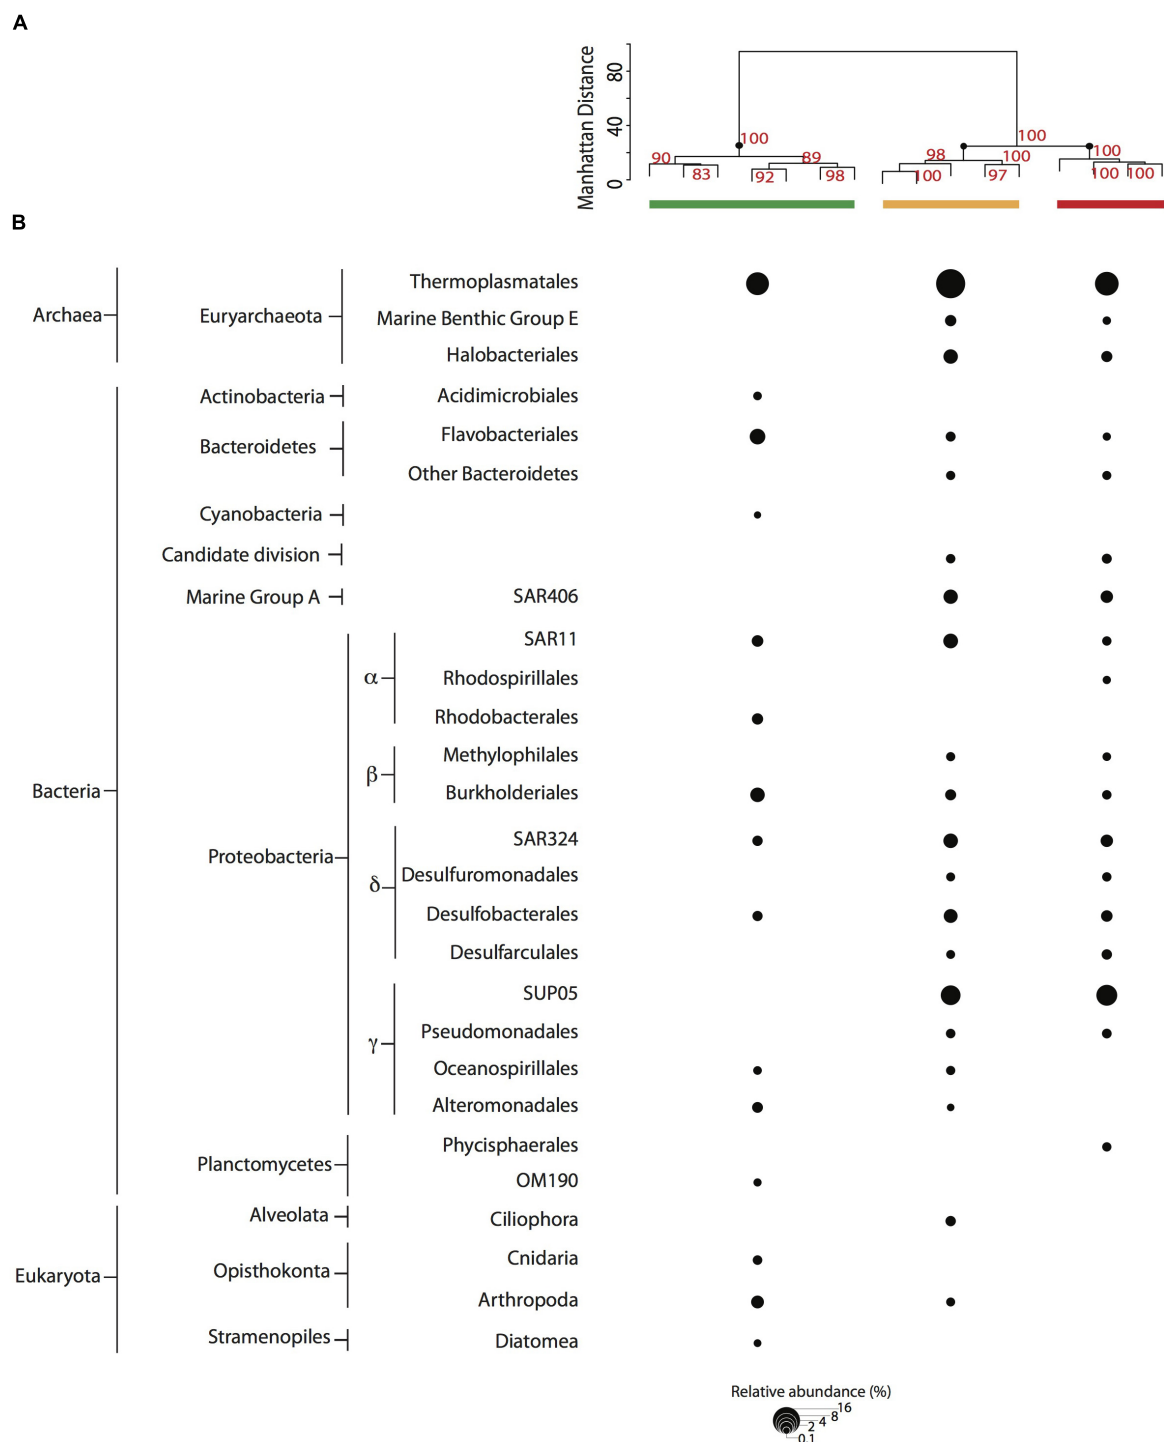 A
Manhattan Distance
0 40 80
100
90
83
92
89
98
100
98
100
100
97
100
100
100
B
Archaea
Euryarchaeota
Thermoplasmatales
Marine Benthic Group E
Halobacteriales
Bacteria
Actinobacteria
Acidimicrobiales
Bacteroidetes
Flavobacteriales
Other Bacteroidetes
Cyanobacteria
Candidate division
Marine Group A
SAR406
Proteobacteria
α
SAR11
Rhodospirillales
Rhodobacterales
β
Methylophilales
Burkholderiales
δ
SAR324
Desulfuromonadales
Desulfobacterales
Desulfarculales
γ
SUP05
Pseudomonadales
Oceanospirillales
Alteromonadales
Planctomycetes
Phycisphaerales
OM190
Eukaryota
Alveolata
Ciliophora
Opisthokonta
Cnidaria
Arthropoda
Stramenopiles
Diatomea
Relative abundance (%)
16
8
4
2
0.1